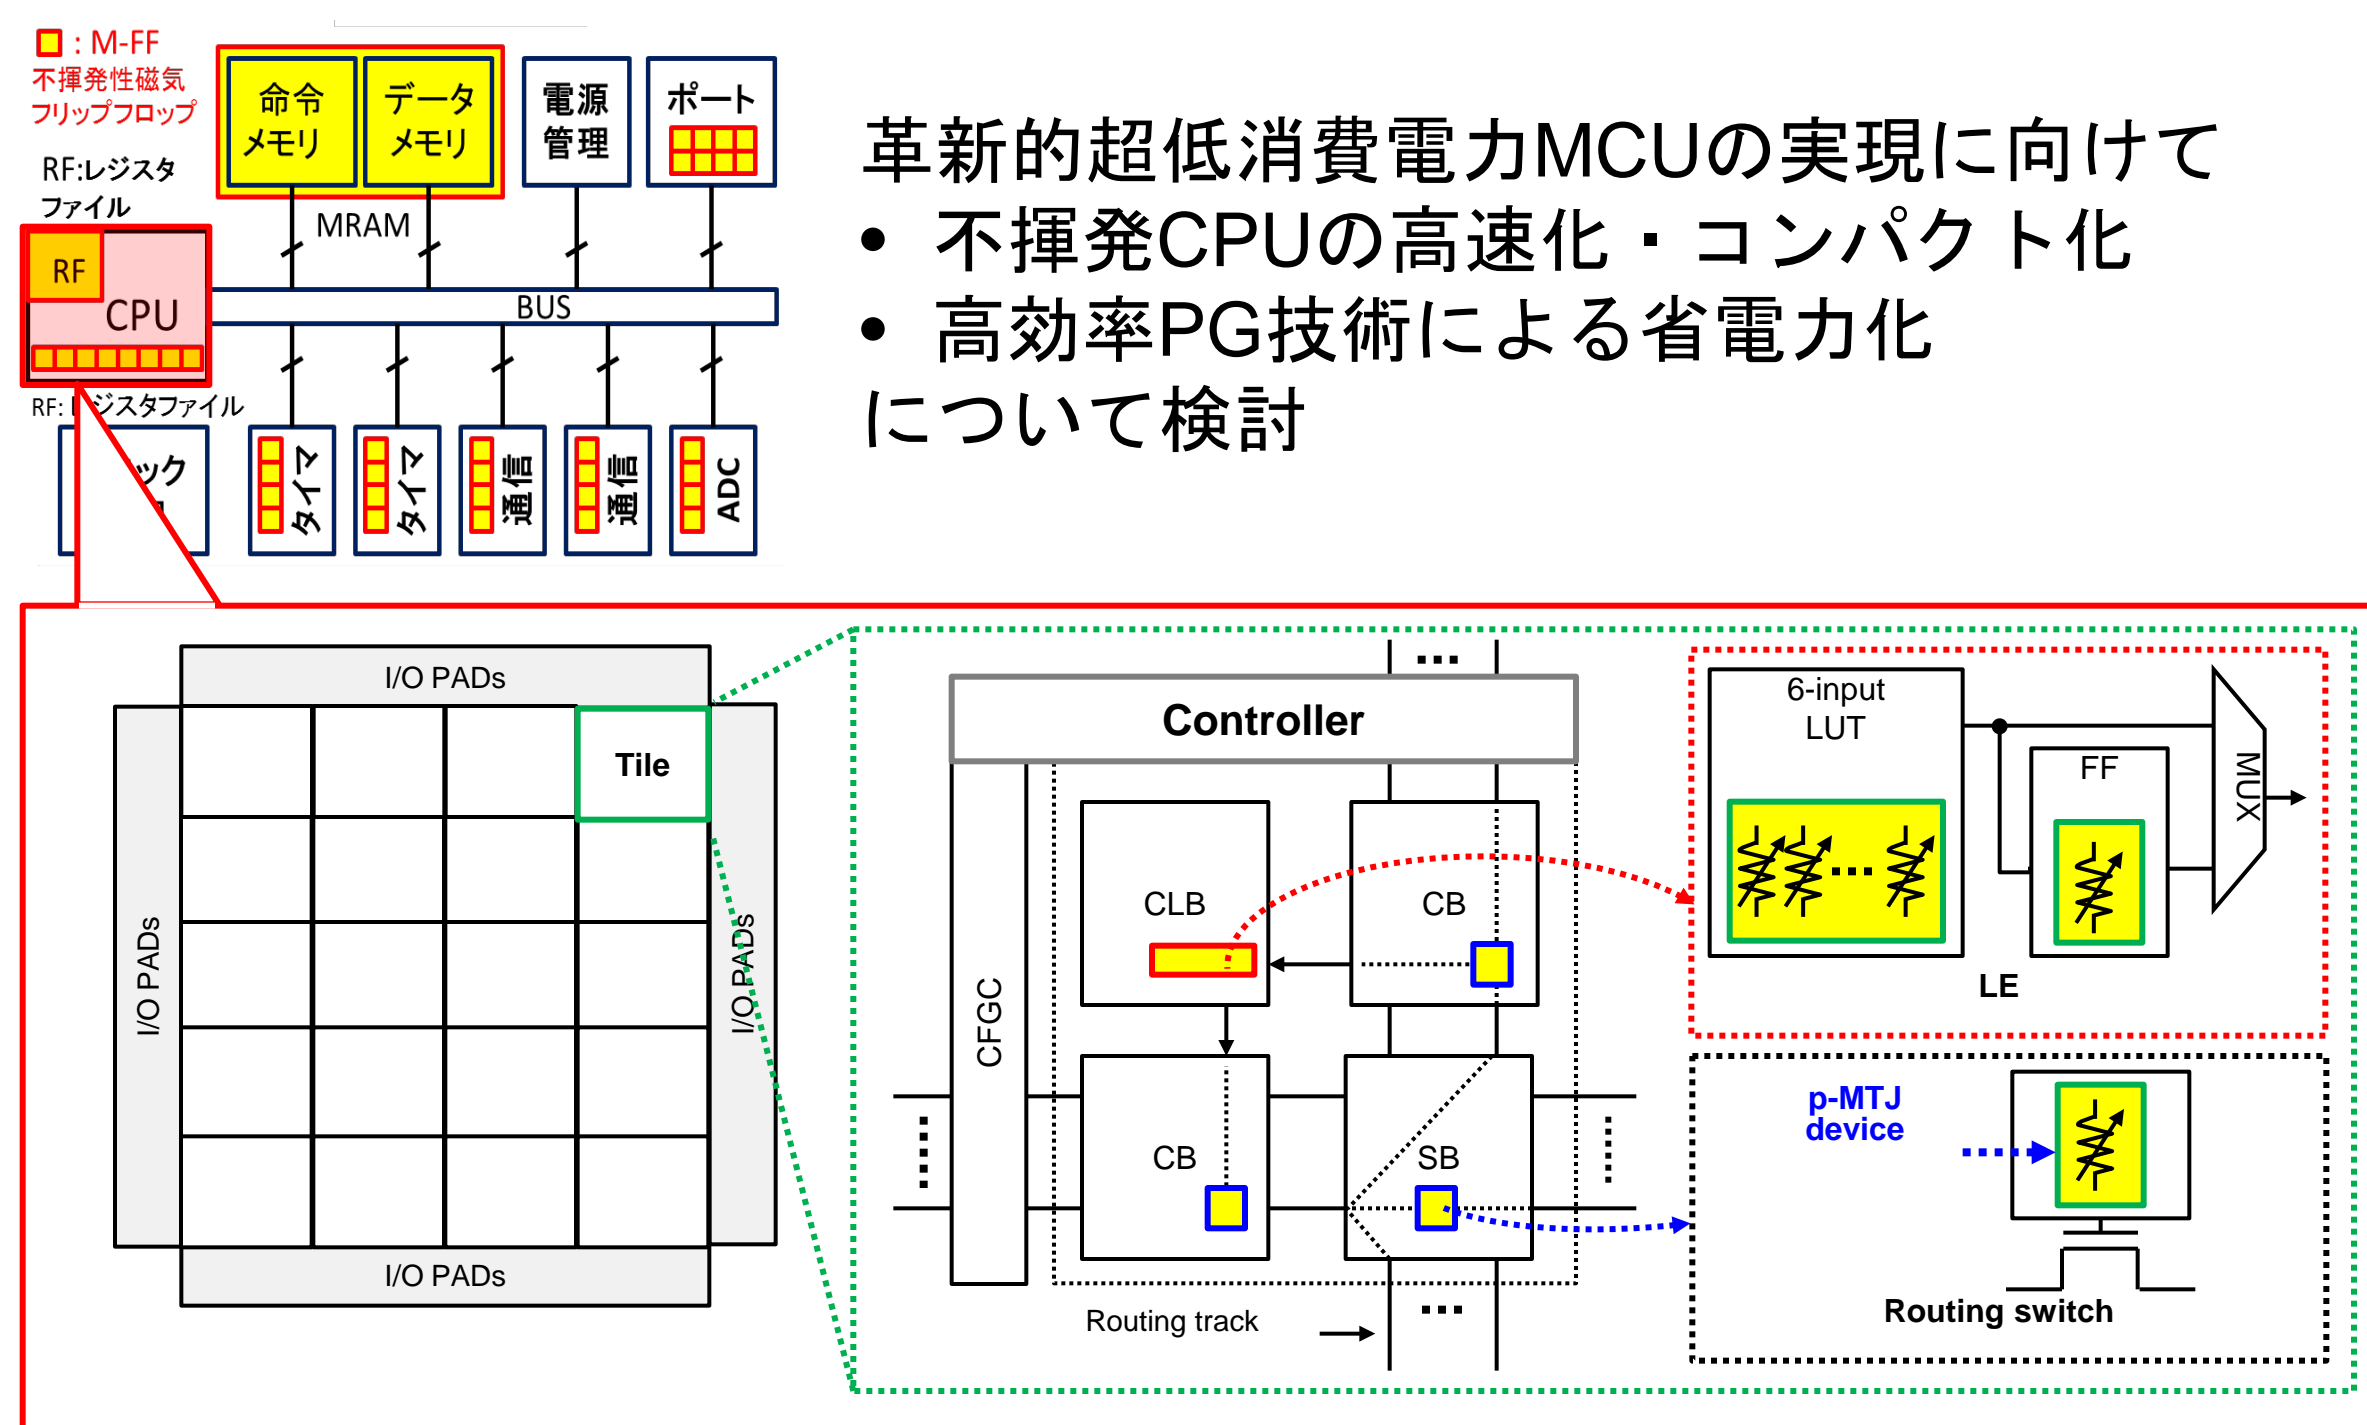 : M-FF
不揮発性磁気
フリップフロップ
RF:レジスタ
ファイル
命令
メモリ
データ
メモリ
電源
管理
ポート
MRAM
RF
CPU
BUS
RF:
ジスタファイル
ック
タイマ
タイマ
通信
通信
ADC
革新的超低消費電力MCUの実現に向けて
• 不揮発CPUの高速化・コンパクト化
• 高効率PG技術による省電力化
について検討
I/O PADs
Tile
I/O PADs
I/O PADs
I/O PADs
Controller
CFGC
CLB
CB
CB
SB
Routing track
6-input
LUT
FF
MUX
LE
p-MTJ
device
Routing switch